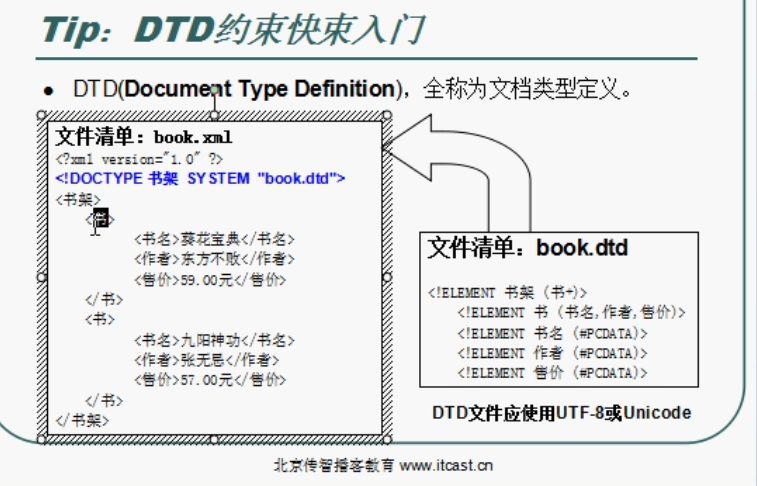 Tip：DTD约束快束入门
● DTD(Document Type Definition)，全称为文档类型定义。
文件清单：book.xml
<?xml version="1.0" ?>
<!DOCTYPE 书架 SYSTEM "book.dtd">
<书架>
<书>
<书名>葵花宝典</书名>
<作者>东方不败</作者>
<售价>59.00元</售价>
</书>
<书>
<书名>九阳神功</书名>
<作者>张无忌</作者>
<售价>57.00元</售价>
</书>
</书架>
文件清单：book.dtd
<!ELEMENT 书架 (书+)>
<!ELEMENT 书 (书名,作者,售价)>
<!ELEMENT 书名 (#PCDATA)>
<!ELEMENT 作者 (#PCDATA)>
<!ELEMENT 售价 (#PCDATA)>
DTD文件应使用UTF-8或Unicode
北京传智播客教育 www.itcast.cn